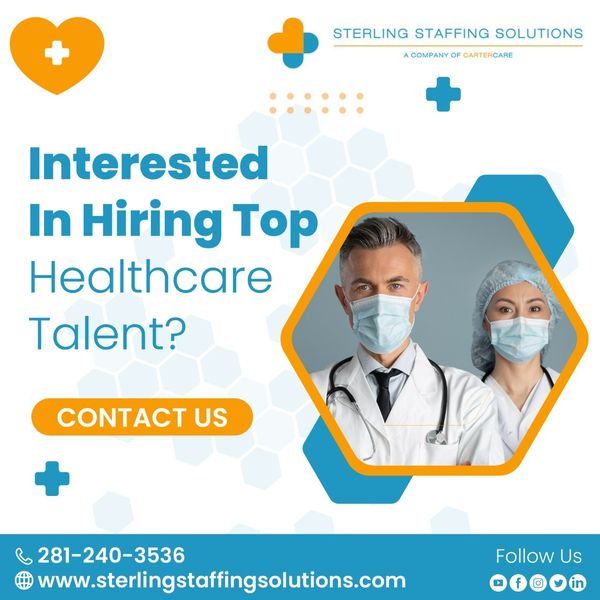 STERLING STAFFING SOLUTIONS
A COMPANY OF CARTERCARE
Interested
In Hiring Top
Healthcare
Talent?
CONTACT US
281-240-3536
www.sterlingstaffingsolutions.com
Follow Us